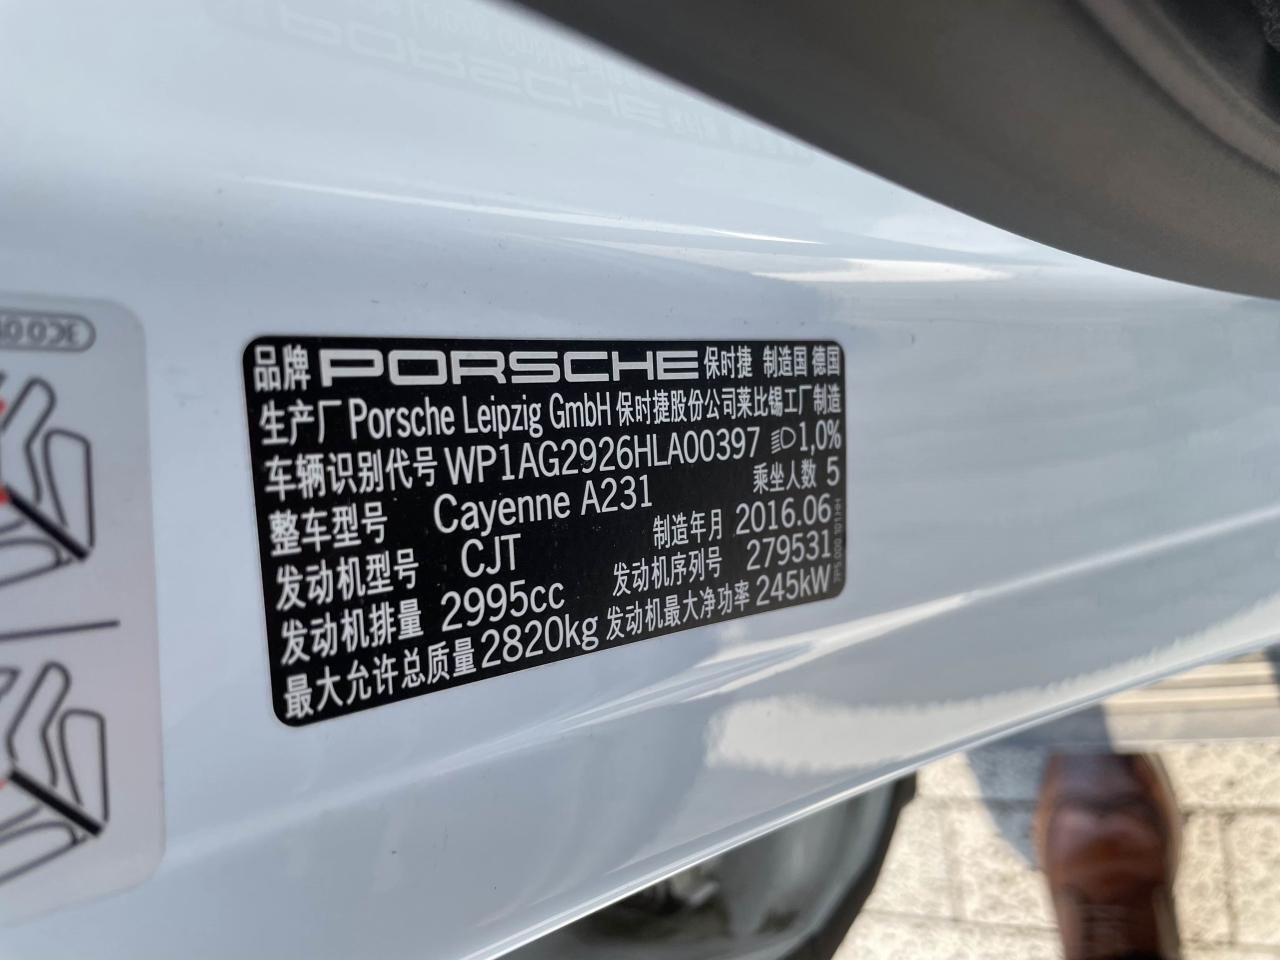 品牌 PORSCHE 保时捷 制造国 德国
生产厂 Porsche Leipzig GmbH 保时捷股份公司莱比锡工厂制造
车辆识别代号 WP1AG2926HLA00397 1,0%
整车型号 Cayenne A231 乘坐人数 5
发动机型号 CJT 制造年月 2016.06
发动机排量 2995cc 发动机序列号 279531
最大允许总质量 2820kg 发动机最大净功率 245kW
7P5 000 101 HH